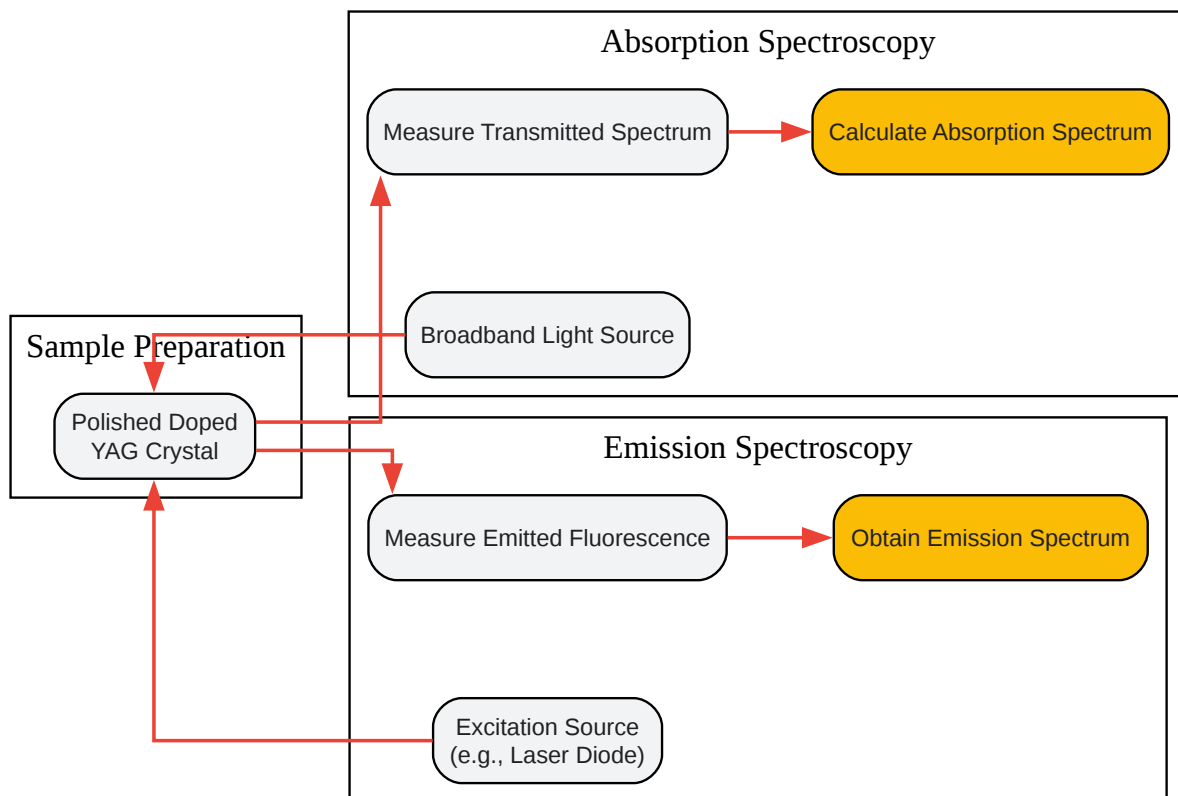 Absorption Spectroscopy
Measure Transmitted Spectrum
Calculate Absorption Spectrum
Broadband Light Source
Sample Preparation
Polished Doped
YAG Crystal
Emission Spectroscopy
Measure Emitted Fluorescence
Obtain Emission Spectrum
Excitation Source
(e.g., Laser Diode)